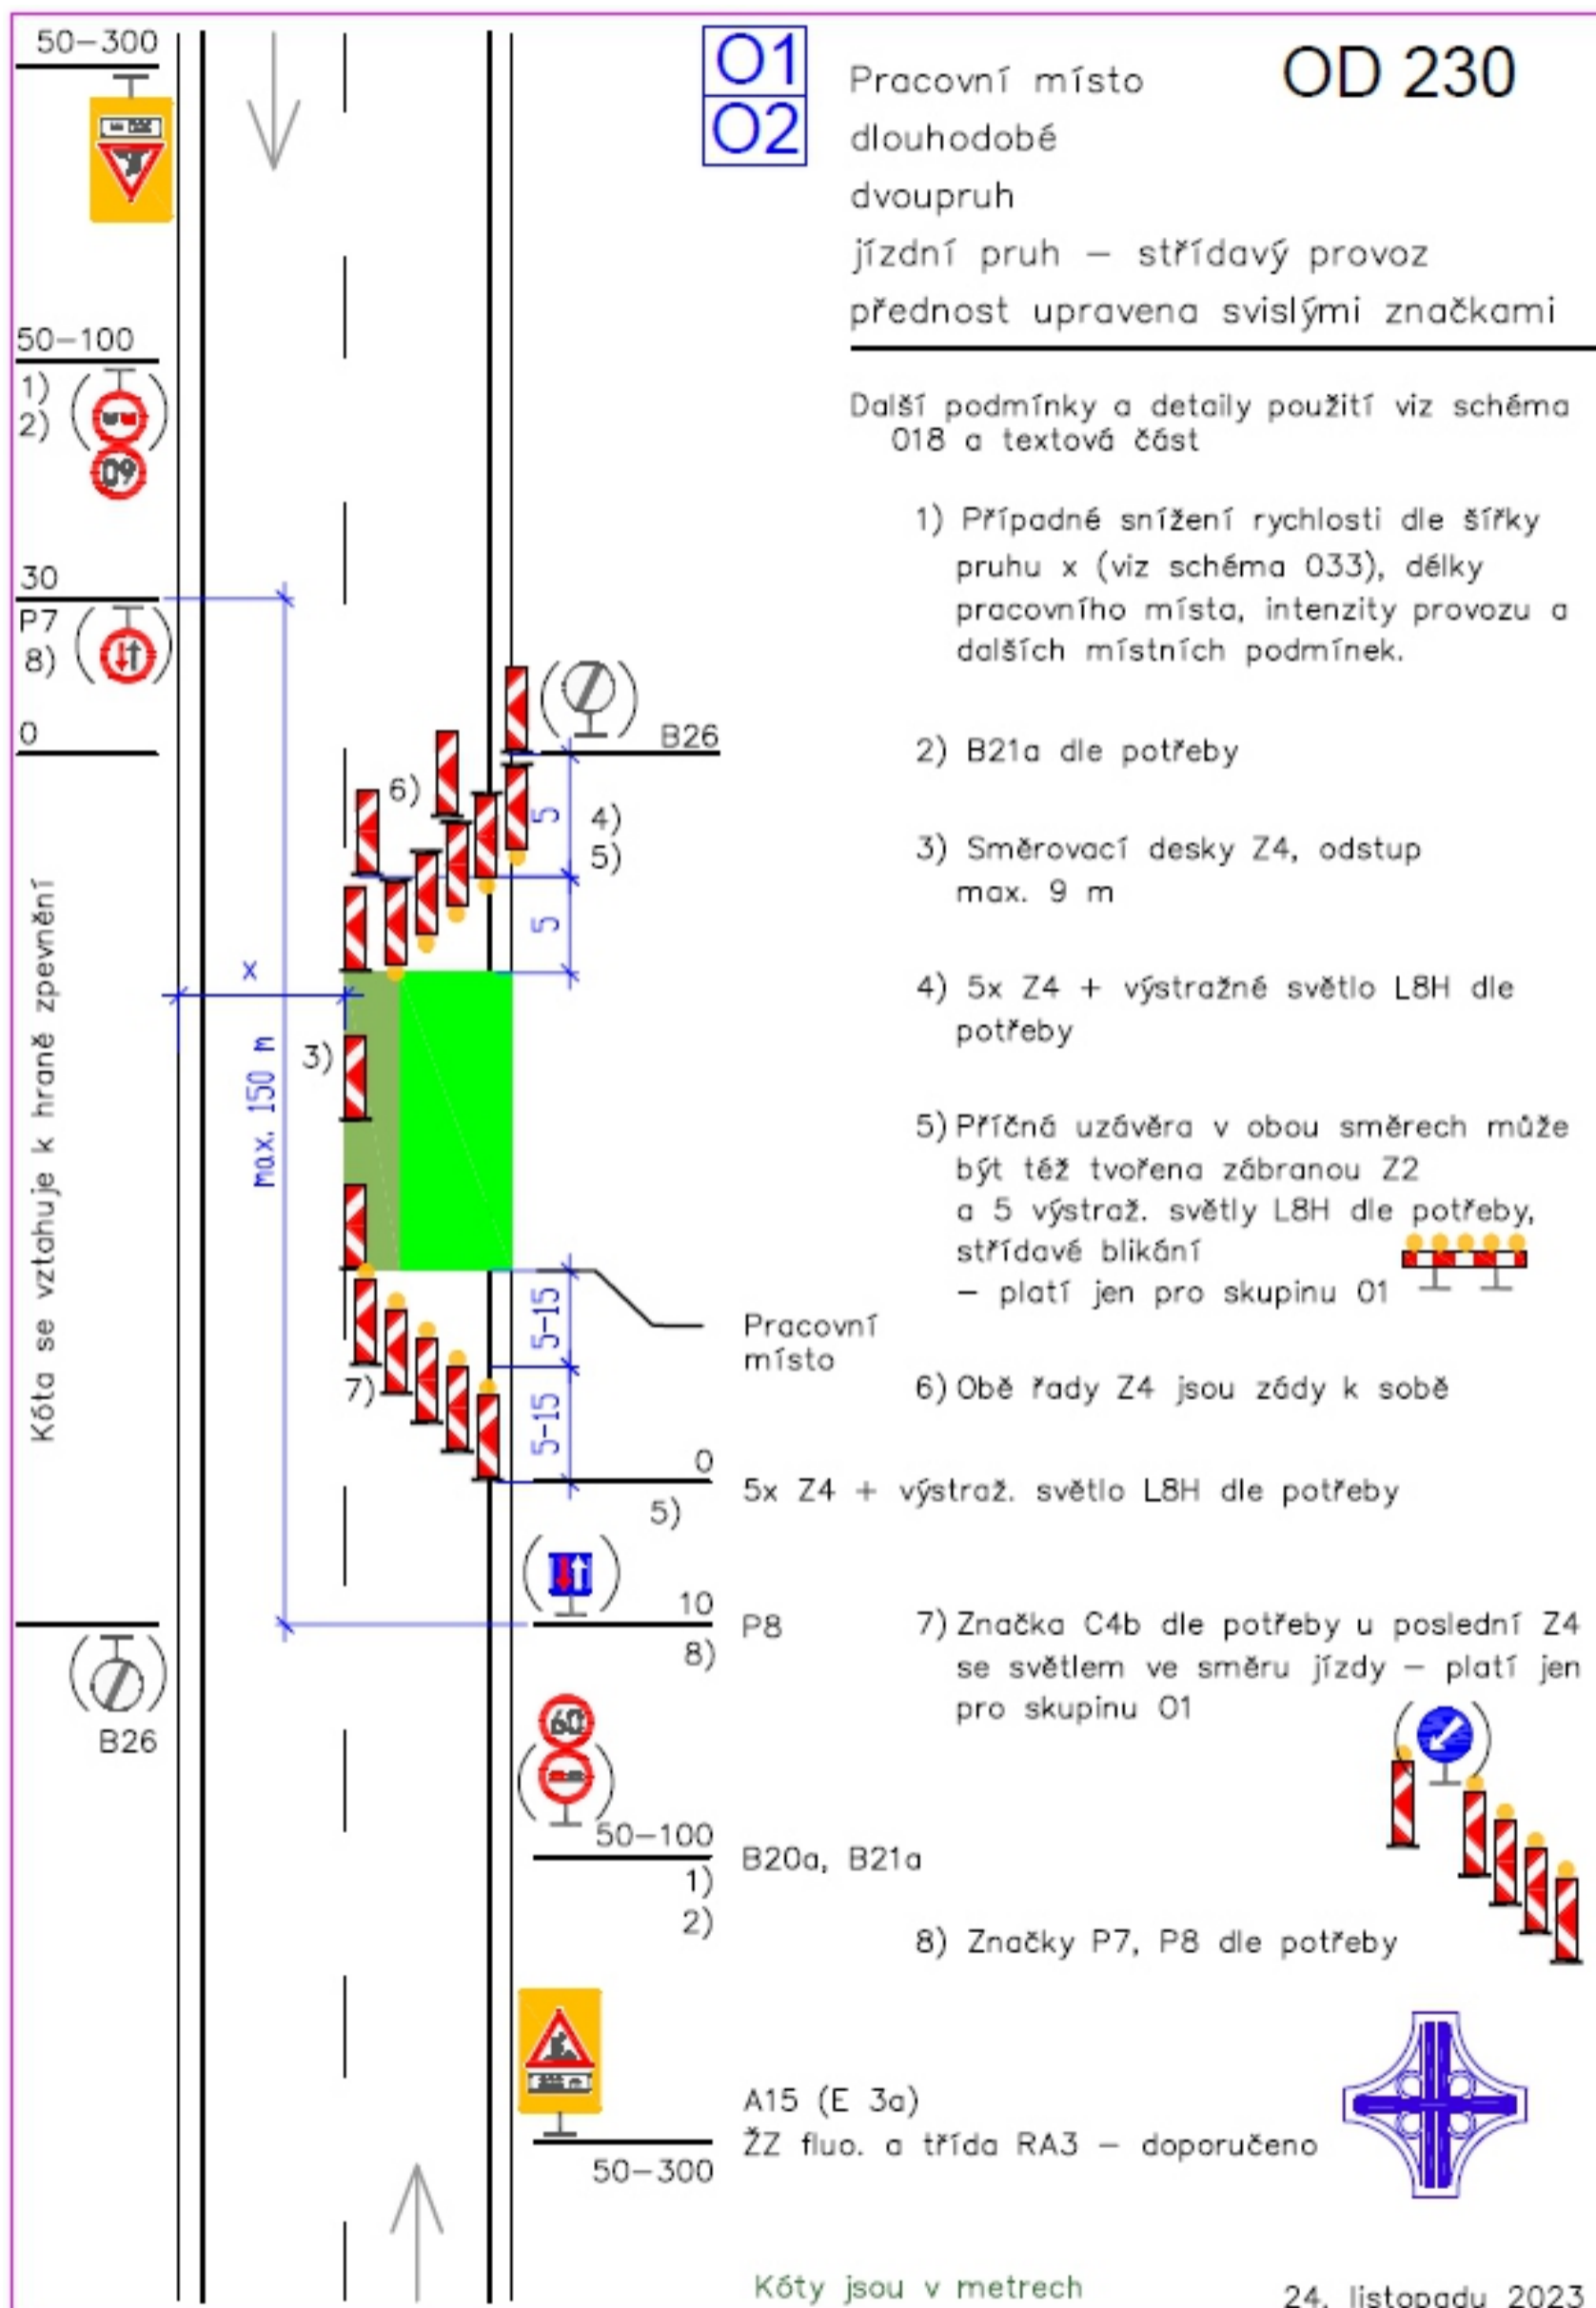 O1
O2
OD 230
Pracovní místo
dlouhodobé
dvoupruh
jízdní pruh – střídavý provoz
přednost upravena svislými značkami
Další podmínky a detaily použití viz schéma
018 a textová část
1) Případné snížení rychlosti dle šířky
pruhu x (viz schéma 033), délky
pracovního místa, intenzity provozu a
dalších místních podmínek.
2) B21a dle potřeby
3) Směrovací desky Z4, odstup
max. 9 m
4) 5x Z4 + výstražné světlo L8H dle
potřeby
5) Příčná uzávěra v obou směrech může
být též tvořena zábranou Z2
a 5 výstraž. světly L8H dle potřeby,
střídavé blikání
– platí jen pro skupinu 01
6) Obě řady Z4 jsou zády k sobě
7) Značka C4b dle potřeby u poslední Z4
se světlem ve směru jízdy – platí jen
pro skupinu 01
8) Značky P7, P8 dle potřeby
50–300
50–100
1)
2)
60
30
P7
8)
0
B26
6)
5
4)
5)
5
x
max. 150 m
3)
Kóta se vztahuje k hraně zpevnění
5-15
Pracovní
místo
7)
5-15
0
5x Z4 + výstraž. světlo L8H dle potřeby
5)
10
P8
8)
B26
60
50–100
B20a, B21a
1)
2)
A15 (E 3a)
ŽZ fluo. a třída RA3 – doporučeno
50–300
Kóty jsou v metrech
24. listopadu 2023